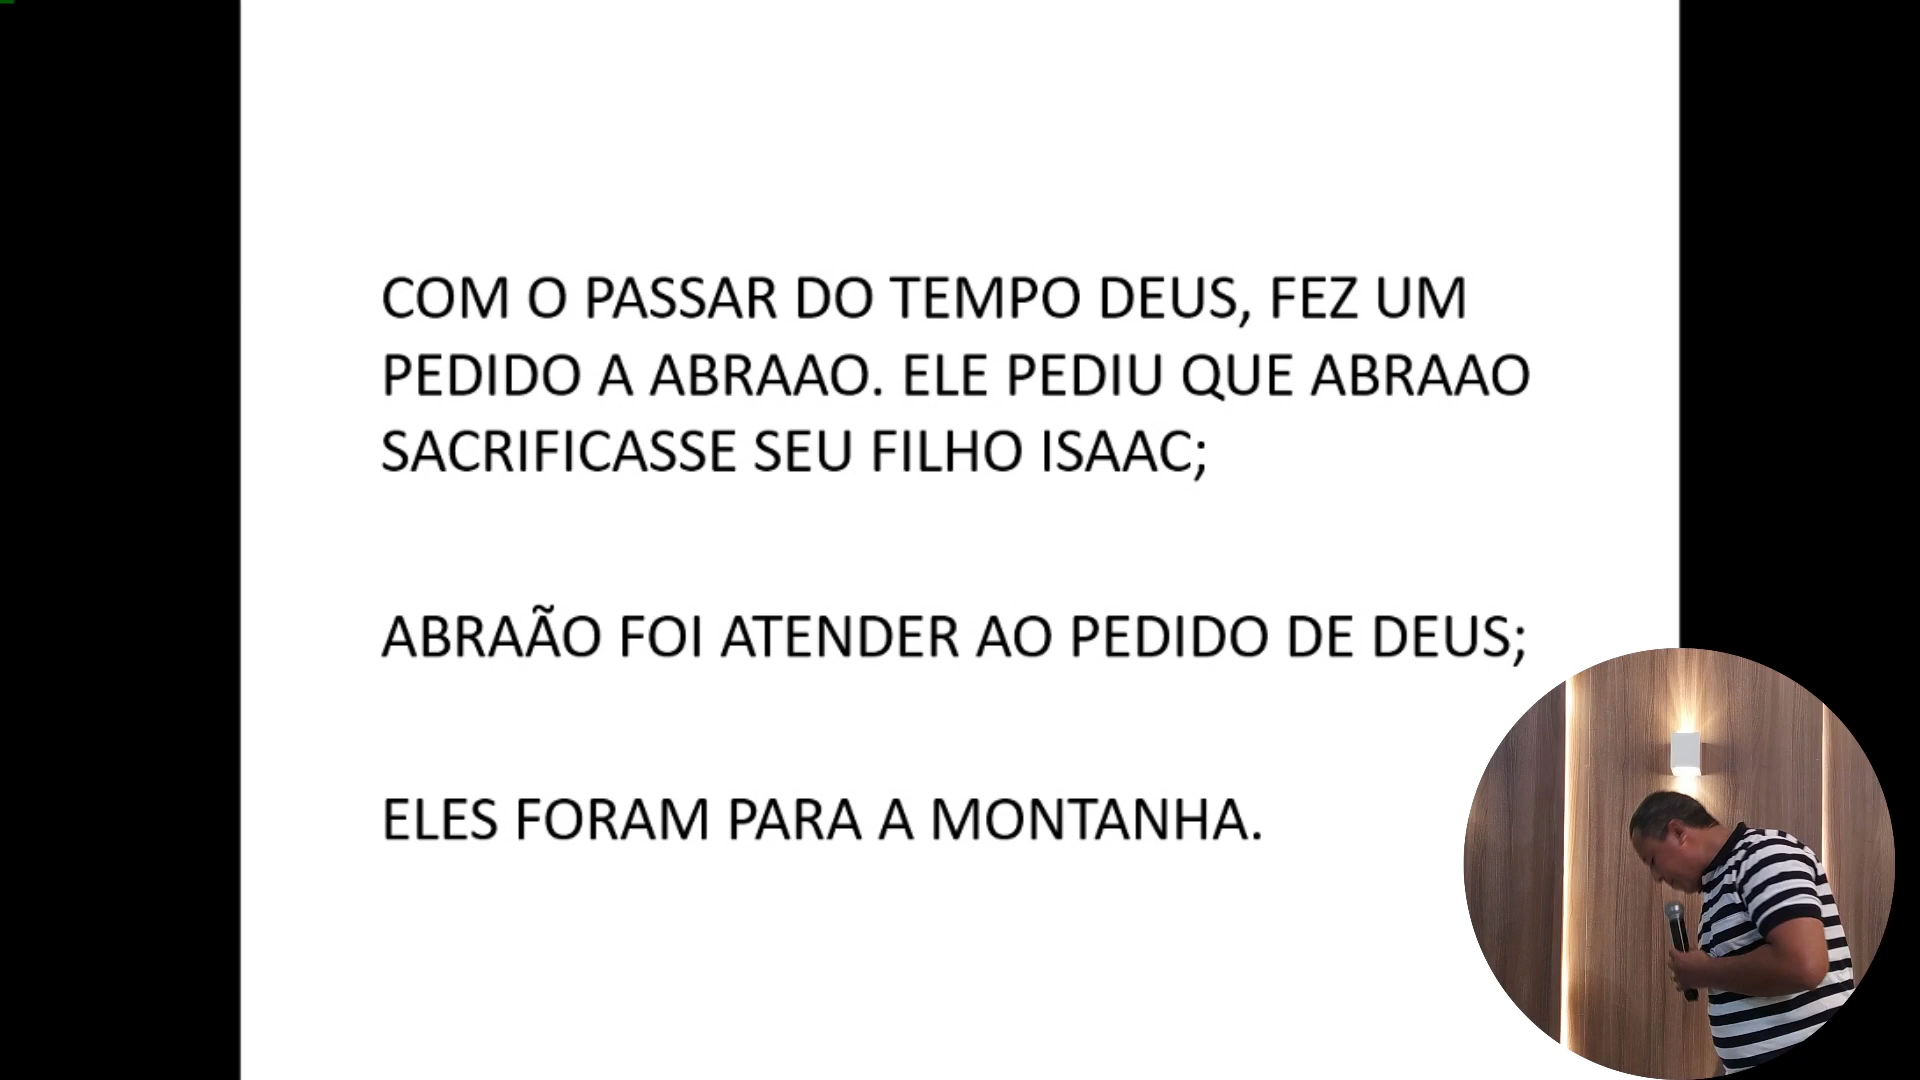 COM O PASSAR DO TEMPO DEUS, FEZ UM
PEDIDO A ABRAAO. ELE PEDIU QUE ABRAAO
SACRIFICASSE SEU FILHO ISAAC;
ABRAÃO FOI ATENDER AO PEDIDO DE DEUS;
ELES FORAM PARA A MONTANHA.